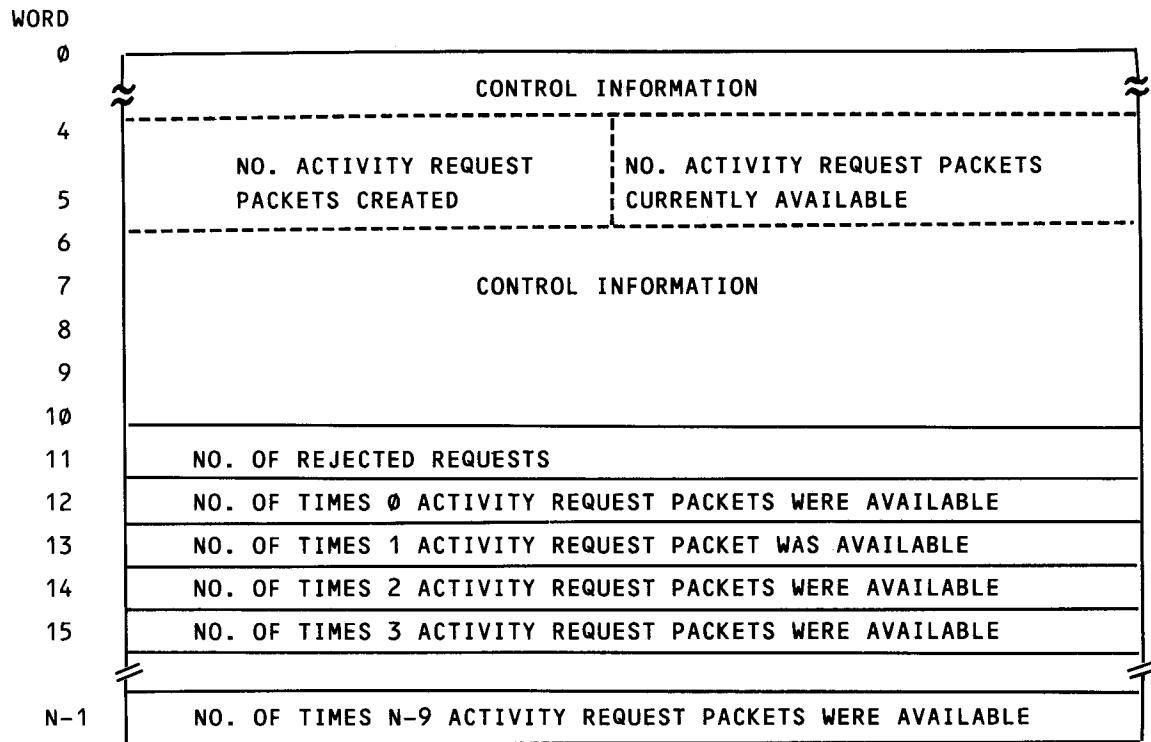 WORD
Ø
CONTROL INFORMATION
4
NO. ACTIVITY REQUEST
PACKETS CREATED
NO. ACTIVITY REQUEST PACKETS
CURRENTLY AVAILABLE
5
6
7 CONTROL INFORMATION
8
9
1Ø
11 NO. OF REJECTED REQUESTS
12 NO. OF TIMES Ø ACTIVITY REQUEST PACKETS WERE AVAILABLE
13 NO. OF TIMES 1 ACTIVITY REQUEST PACKET WAS AVAILABLE
14 NO. OF TIMES 2 ACTIVITY REQUEST PACKETS WERE AVAILABLE
15 NO. OF TIMES 3 ACTIVITY REQUEST PACKETS WERE AVAILABLE
N-1 NO. OF TIMES N-9 ACTIVITY REQUEST PACKETS WERE AVAILABLE